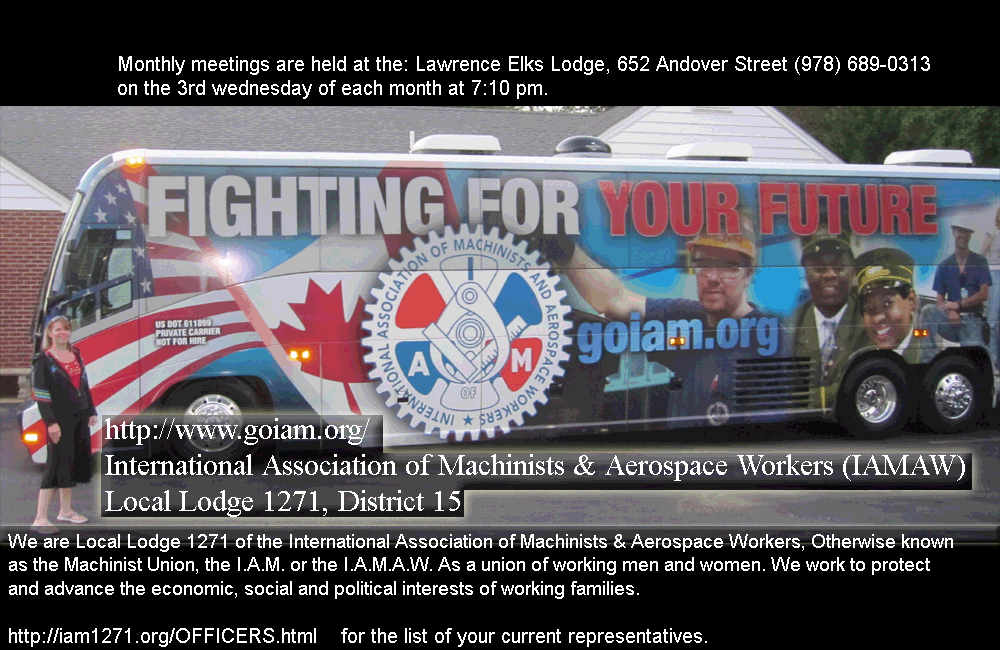 Monthly meetings are held at the: Lawrence Elks Lodge, 652 Andover Street (978) 689-0313
on the 3rd wednesday of each month at 7:10 pm.
FIGHTING FOR YOUR FUTURE
US DOT 611899
PRIVATE CARRIER
NOT FOR HIRE
INTERNATIONAL ASSOCIATION OF MACHINISTS AND AEROSPACE WORKERS
I
A M
OF
goiam.org
http://www.goiam.org/
International Association of Machinists & Aerospace Workers (IAMAW)
Local Lodge 1271, District 15
We are Local Lodge 1271 of the International Association of Machinists & Aerospace Workers, Otherwise known
as the Machinist Union, the I.A.M. or the I.A.M.A.W. As a union of working men and women. We work to protect
and advance the economic, social and political interests of working families.
http://iam1271.org/OFFICERS.html for the list of your current representatives.